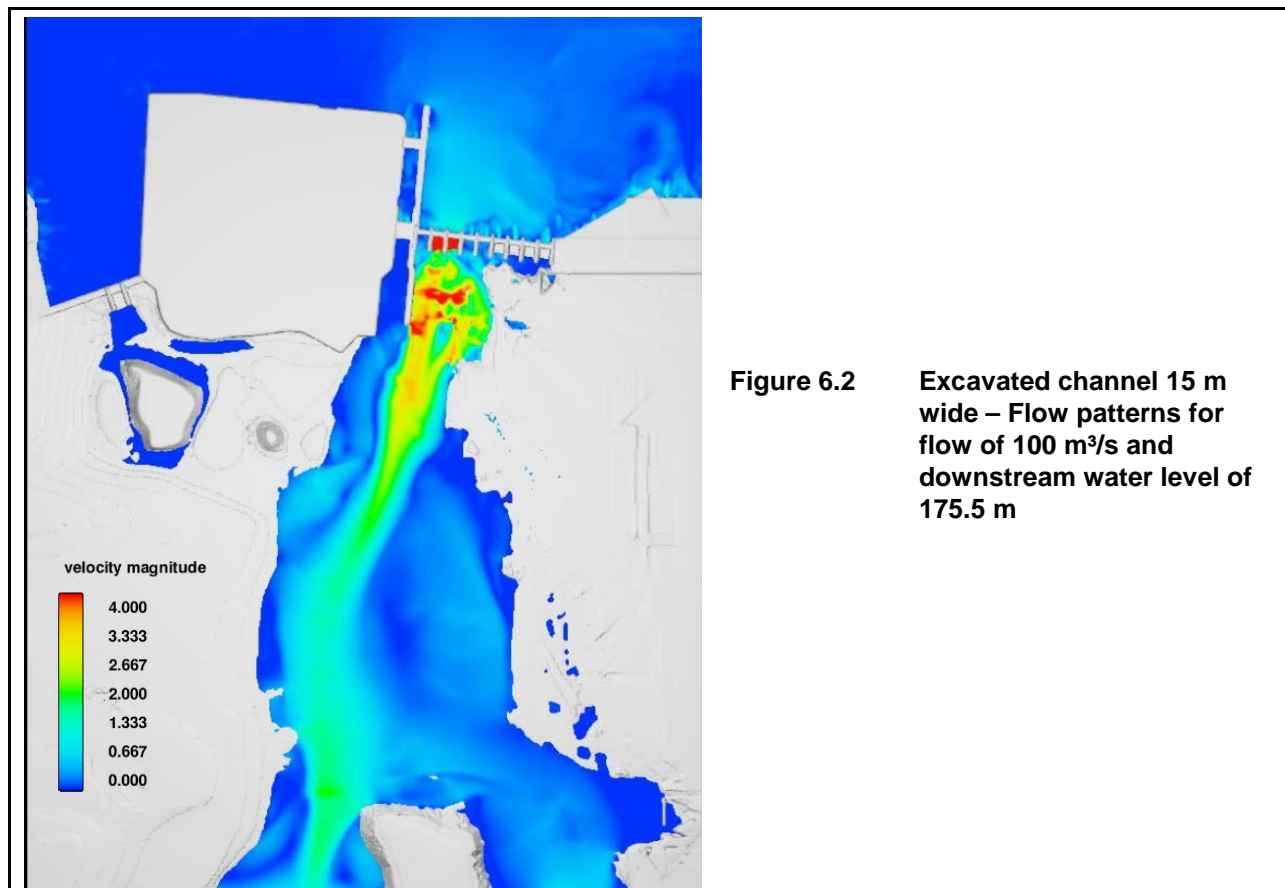 velocity magnitude
4.000
3.333
2.667
2.000
1.333
0.667
0.000
Figure 6.2 Excavated channel 15 m
wide – Flow patterns for
flow of 100 m³/s and
downstream water level of
175.5 m